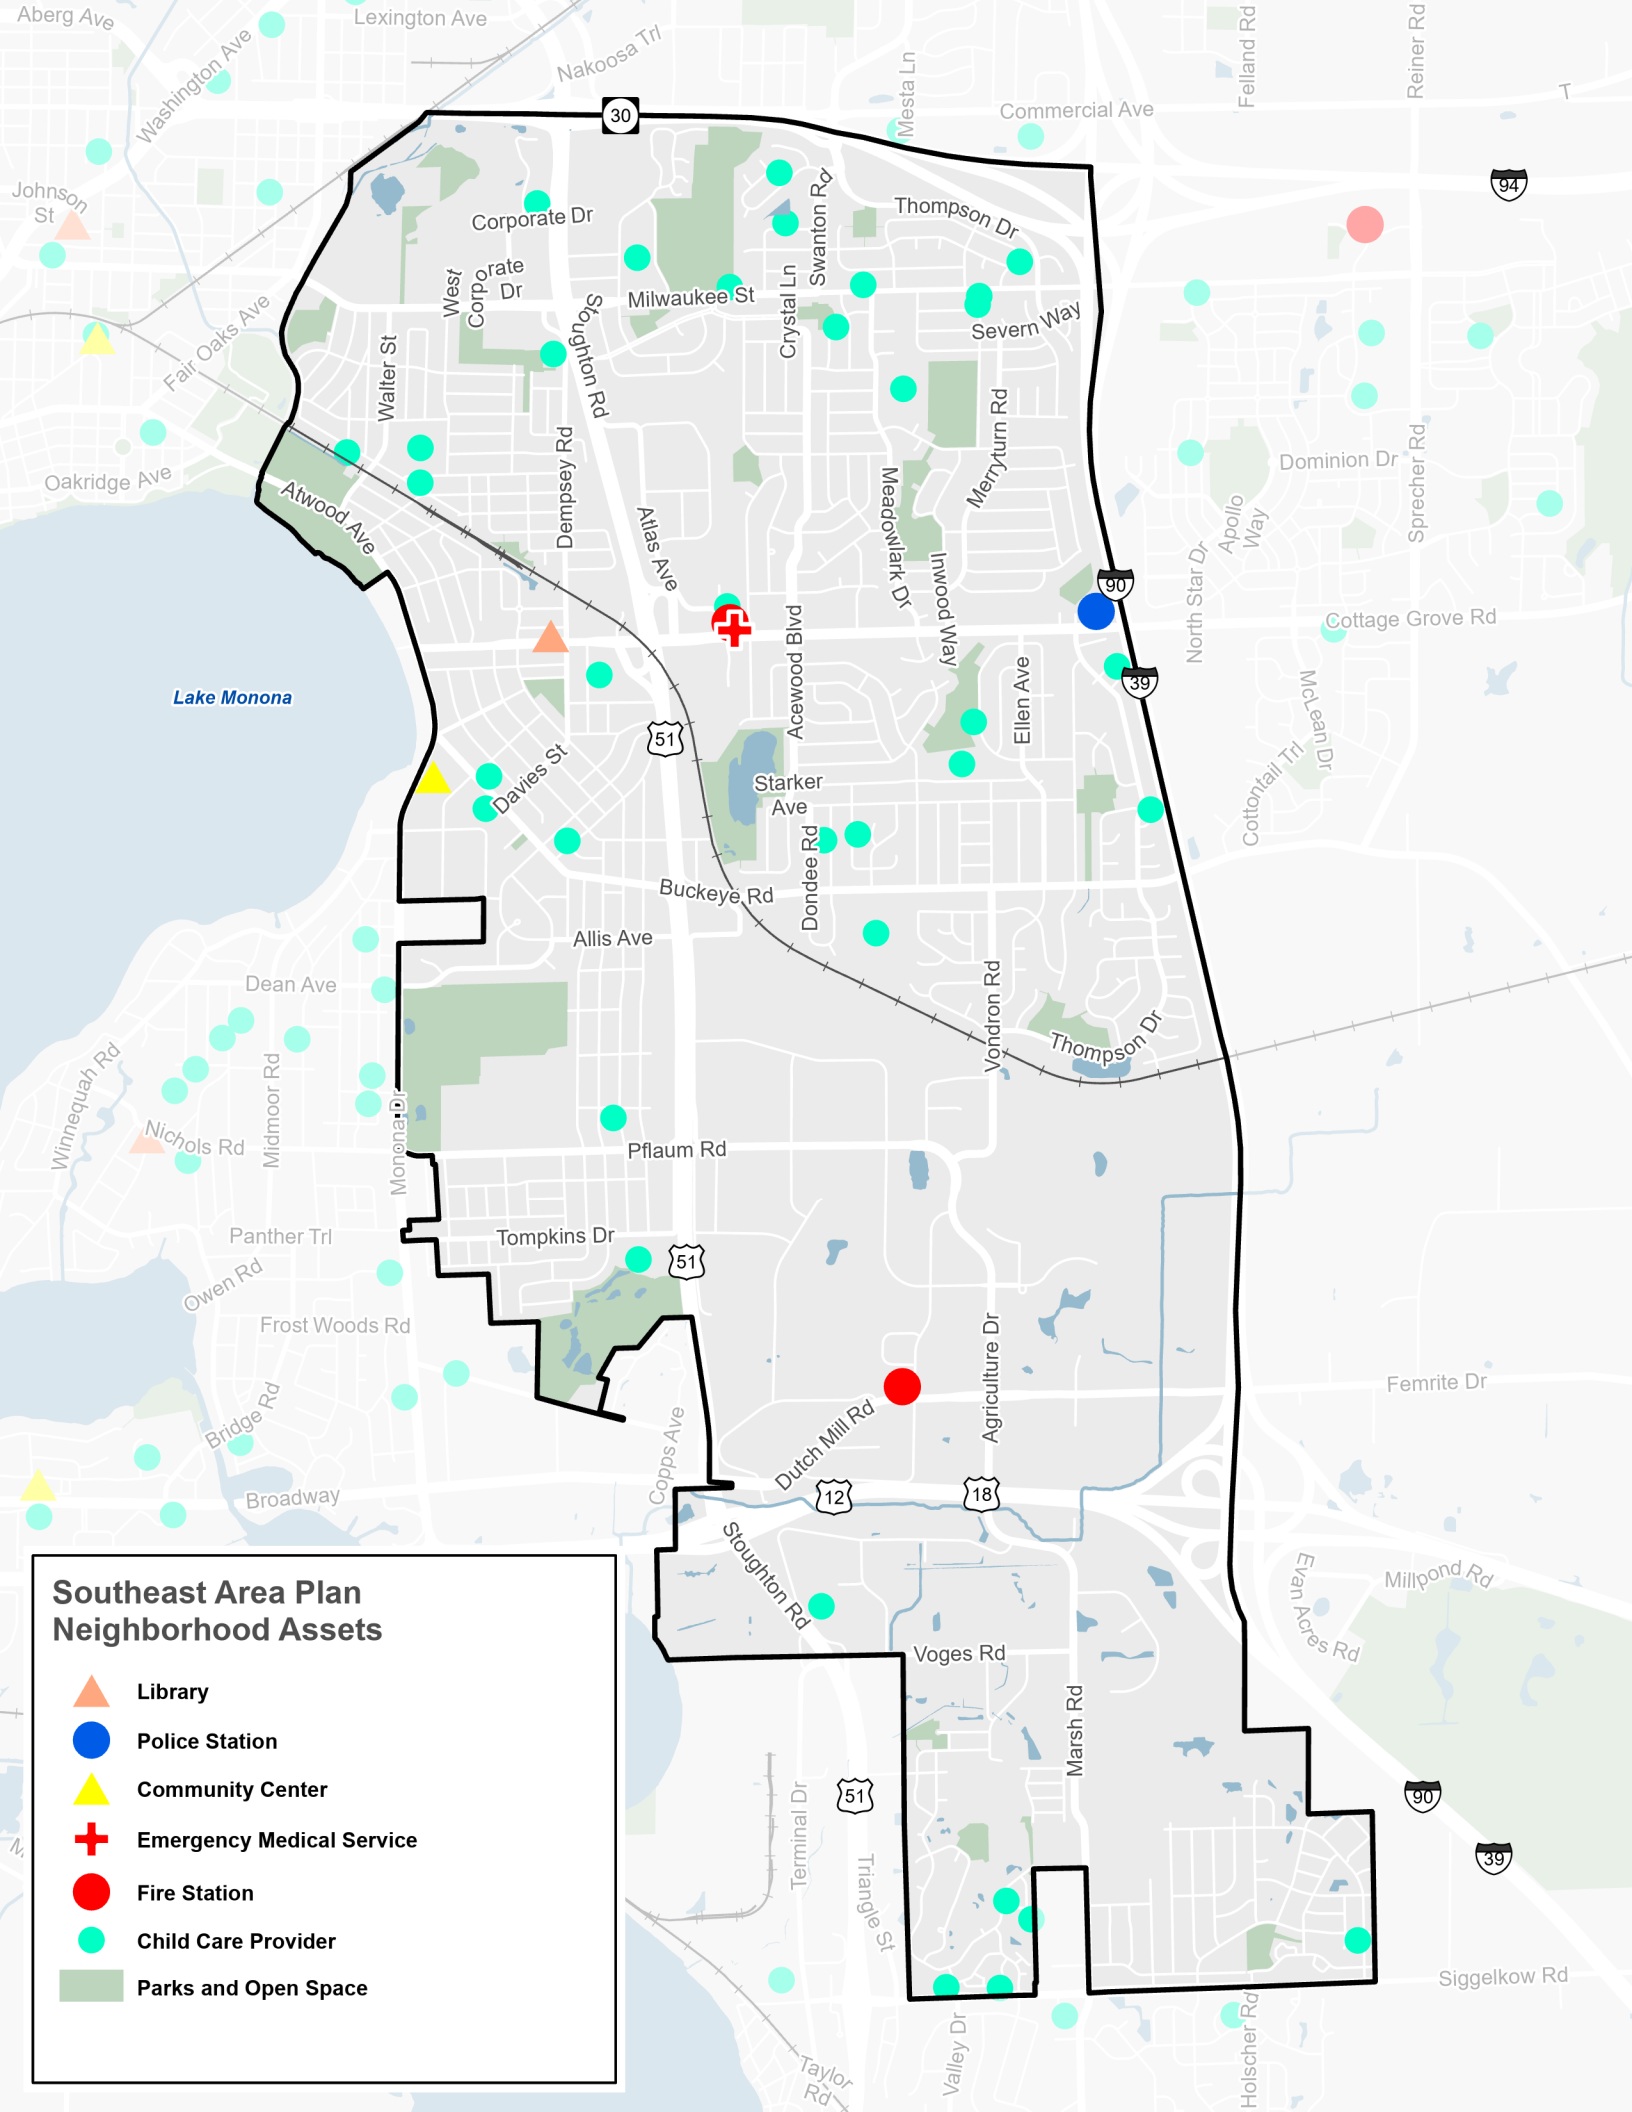 Aberg Ave
Lexington Ave
Washington Ave
Nakoosa Trl
Mesta Ln
Felland Rd
Reiner Rd
T
Commercial Ave
30
94
Johnson
St
Corporate Dr
Swanton Rd
Thompson Dr
West
Corporate
Dr
Milwaukee St
Crystal Ln
Severn Way
Fair Oaks Ave
Walter St
Stoughton Rd
Merryturn Rd
Oakridge Ave
Atwood Ave
Dempsey Rd
Atlas Ave
Meadowlark Dr
Inwood Way
Dominion Dr
Sprecher Rd
Apollo
Way
North Star Dr
90
Cottage Grove Rd
Lake Monona
Acewood Blvd
Ellen Ave
39
McLean Dr
51
Davies St
Starker
Ave
Cottontail Trl
Dondee Rd
Buckeye Rd
Allis Ave
Dean Ave
Vondron Rd
Thompson Dr
Winnequah Rd
Midmoor Rd
Nichols Rd
Monona Dr
Pflaum Rd
Panther Trl
Tompkins Dr
51
Owen Rd
Frost Woods Rd
Agriculture Dr
Femrite Dr
Bridge Rd
Dutch Mill Rd
Copps Ave
Broadway
12
18
Stoughton Rd
Evan Acres Rd
Millpond Rd
Voges Rd
Marsh Rd
51
90
39
Terminal Dr
Triangle St
Siggelkow Rd
Valley Dr
Holscher Rd
Taylor
Rd
M
Southeast Area Plan
Neighborhood Assets
Library
Police Station
Community Center
Emergency Medical Service
Fire Station
Child Care Provider
Parks and Open Space